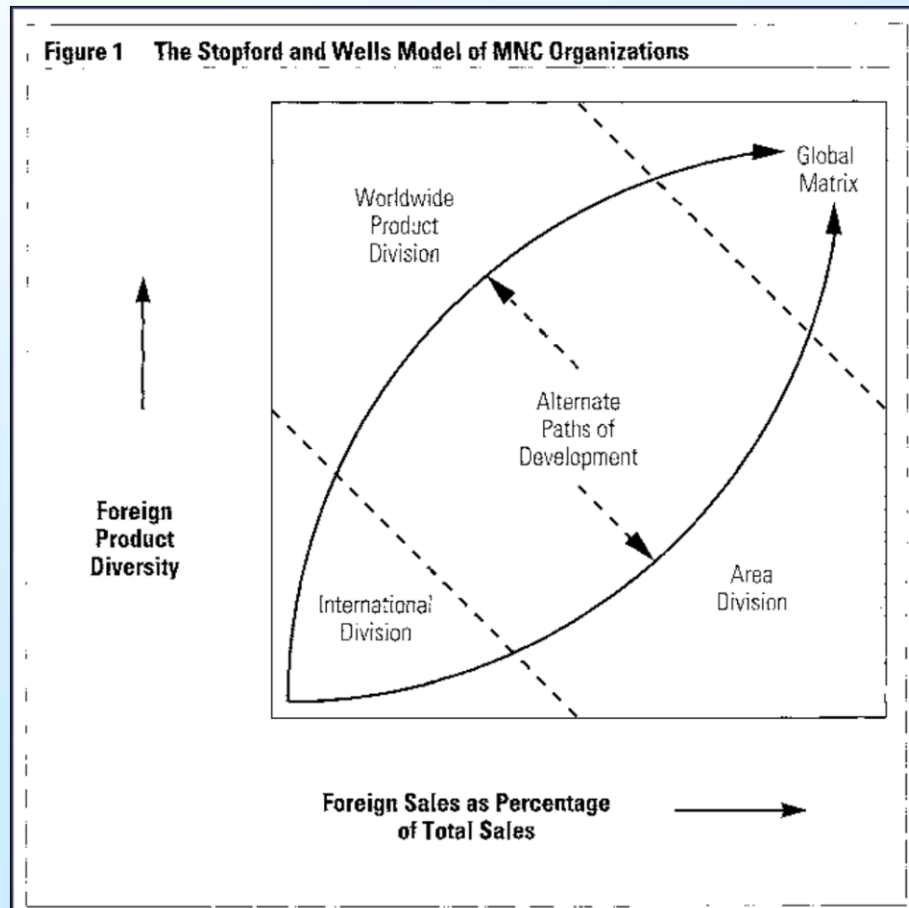 Figure 1 The Stopford and Wells Model of MNC Organizations
Worldwide
Product
Division
Global
Matrix
Alternate
Paths of
Development
Foreign
Product
Diversity
International
Division
Area
Division
Foreign Sales as Percentage
of Total Sales